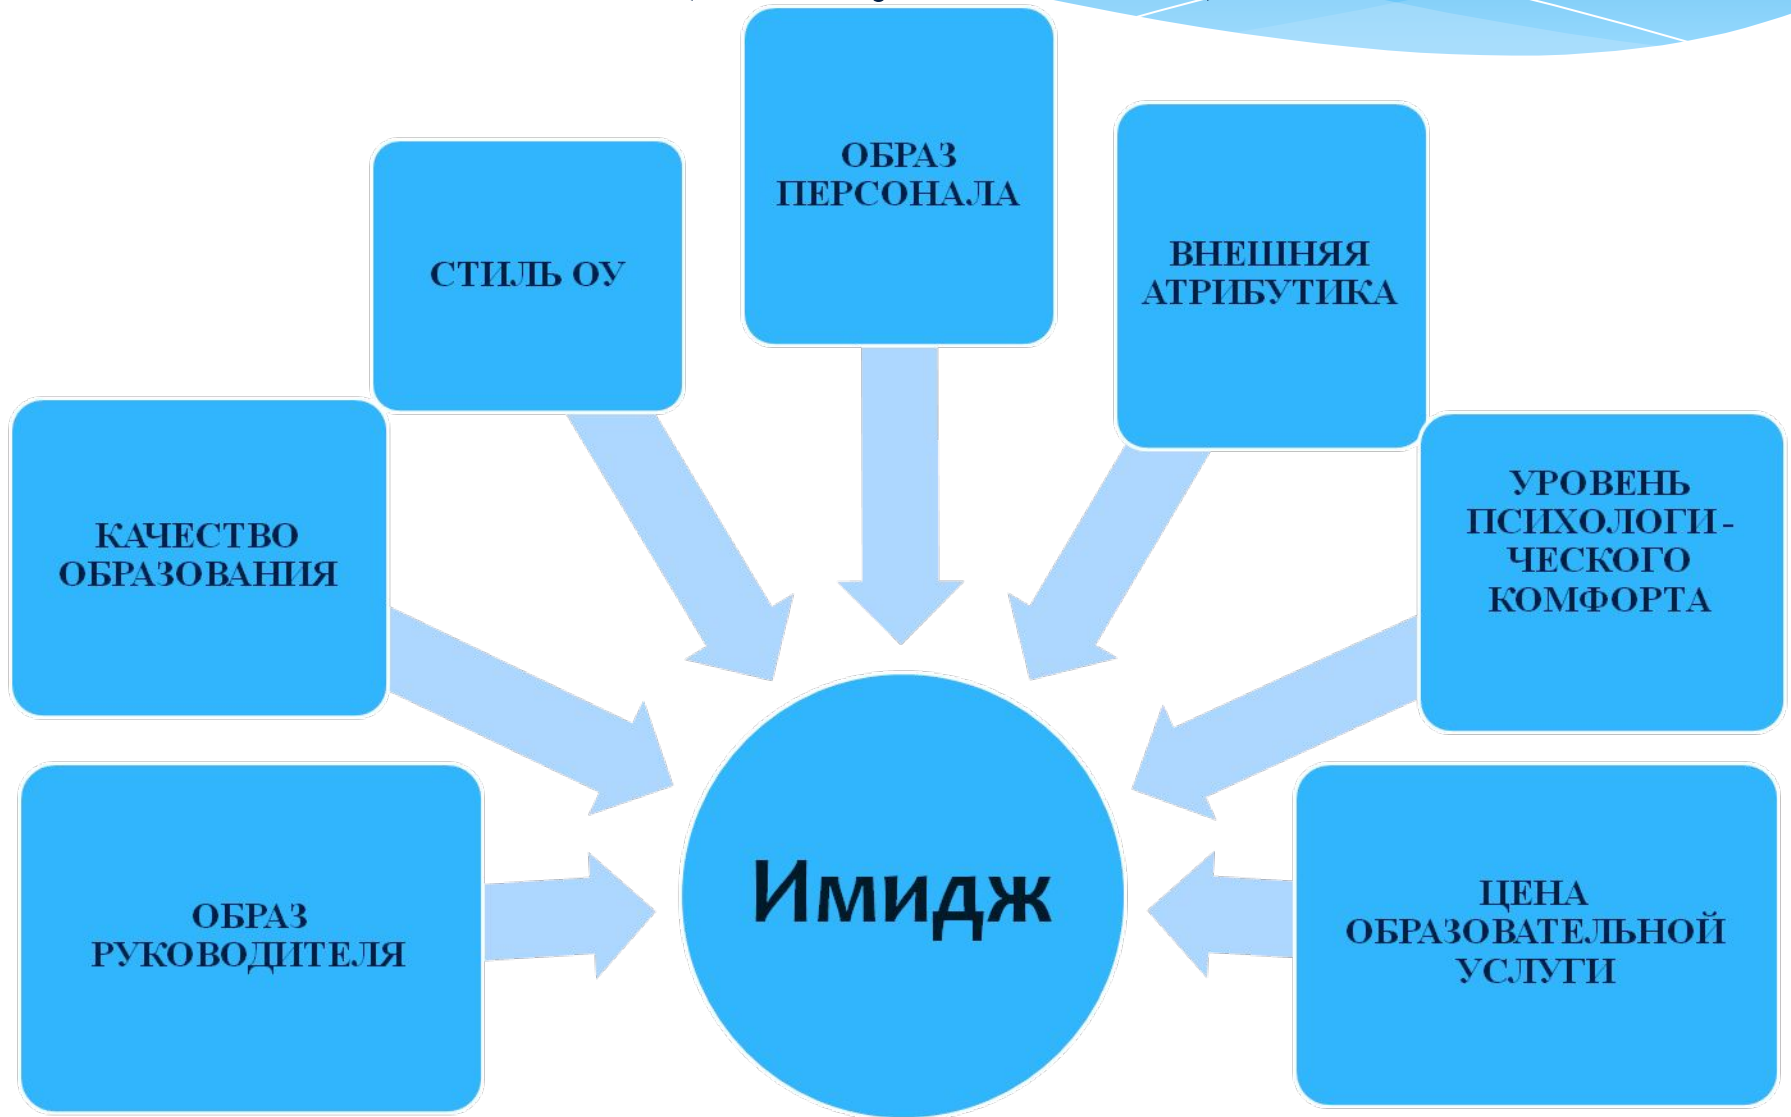 ОБРАЗ
ПЕРСОНАЛА
СТИЛЬ ОУ
ВНЕШНЯЯ
АТРИБУТИКА
КАЧЕСТВО
ОБРАЗОВАНИЯ
УРОВЕНЬ
ПСИХОЛОГИ -
ЧЕСКОГО
КОМФОРТА
ОБРАЗ
РУКОВОДИТЕЛЯ
Имидж
ЦЕНА
ОБРАЗОВАТЕЛЬНОЙ
УСЛУГИ